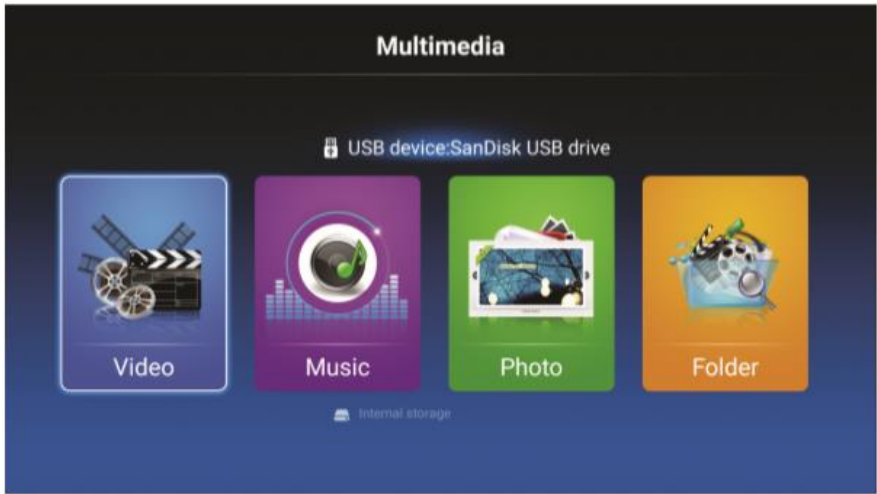 Multimedia
USB device:SanDisk USB drive
Video
Music
Photo
Folder
Internal storage